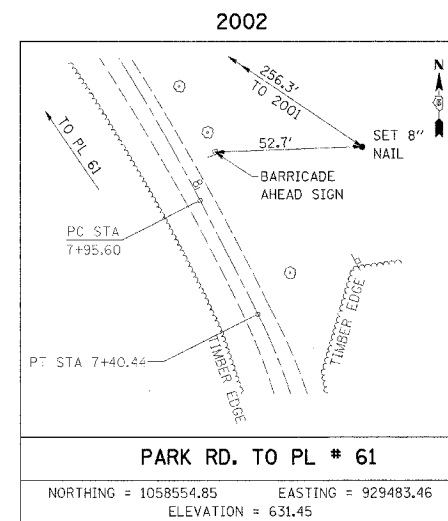 2002
N
256.3'
TO 2001
52.7'
SET 8"
NAIL
TO PL 61
BARRICADE
AHEAD SIGN
PC STA
7+95.60
PT STA 7+40.44
TIMBER EDGE
TIMBER EDGE
PARK RD. TO PL # 61
NORTHING = 1058554.85 EASTING = 929483.46
ELEVATION = 631.45